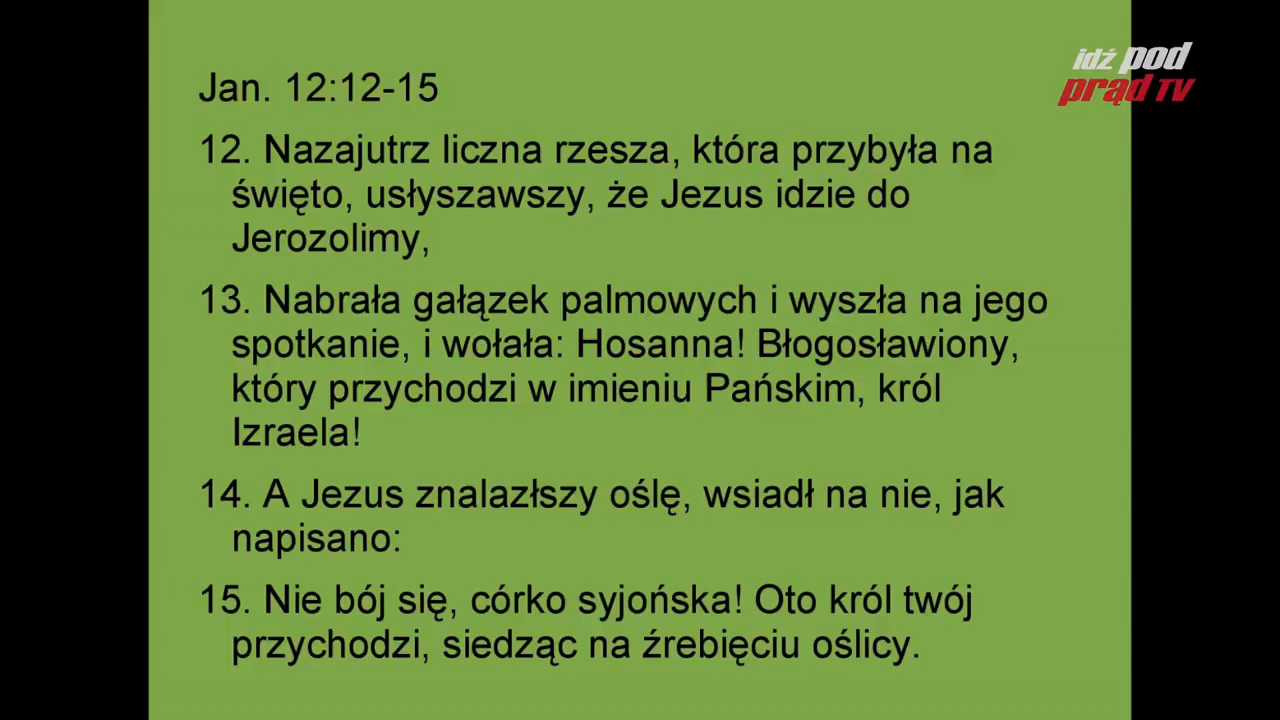 idź pod
prąd TV
Jan. 12:12-15
12. Nazajutrz liczna rzesza, która przybyła na
święto, usłyszawszy, że Jezus idzie do
Jerozolimy,
13. Nabrała gałązek palmowych i wyszła na jego
spotkanie, i wołała: Hosanna! Błogosławiony,
który przychodzi w imieniu Pańskim, król
Izraela!
14. A Jezus znalazłszy oślę, wsiadł na nie, jak
napisano:
15. Nie bój się, córko syjońska! Oto król twój
przychodzi, siedząc na źrebięciu oślicy.